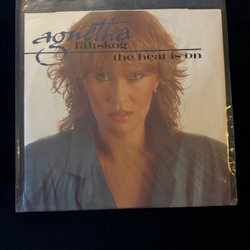 agnetha
fältskog
the heat is on